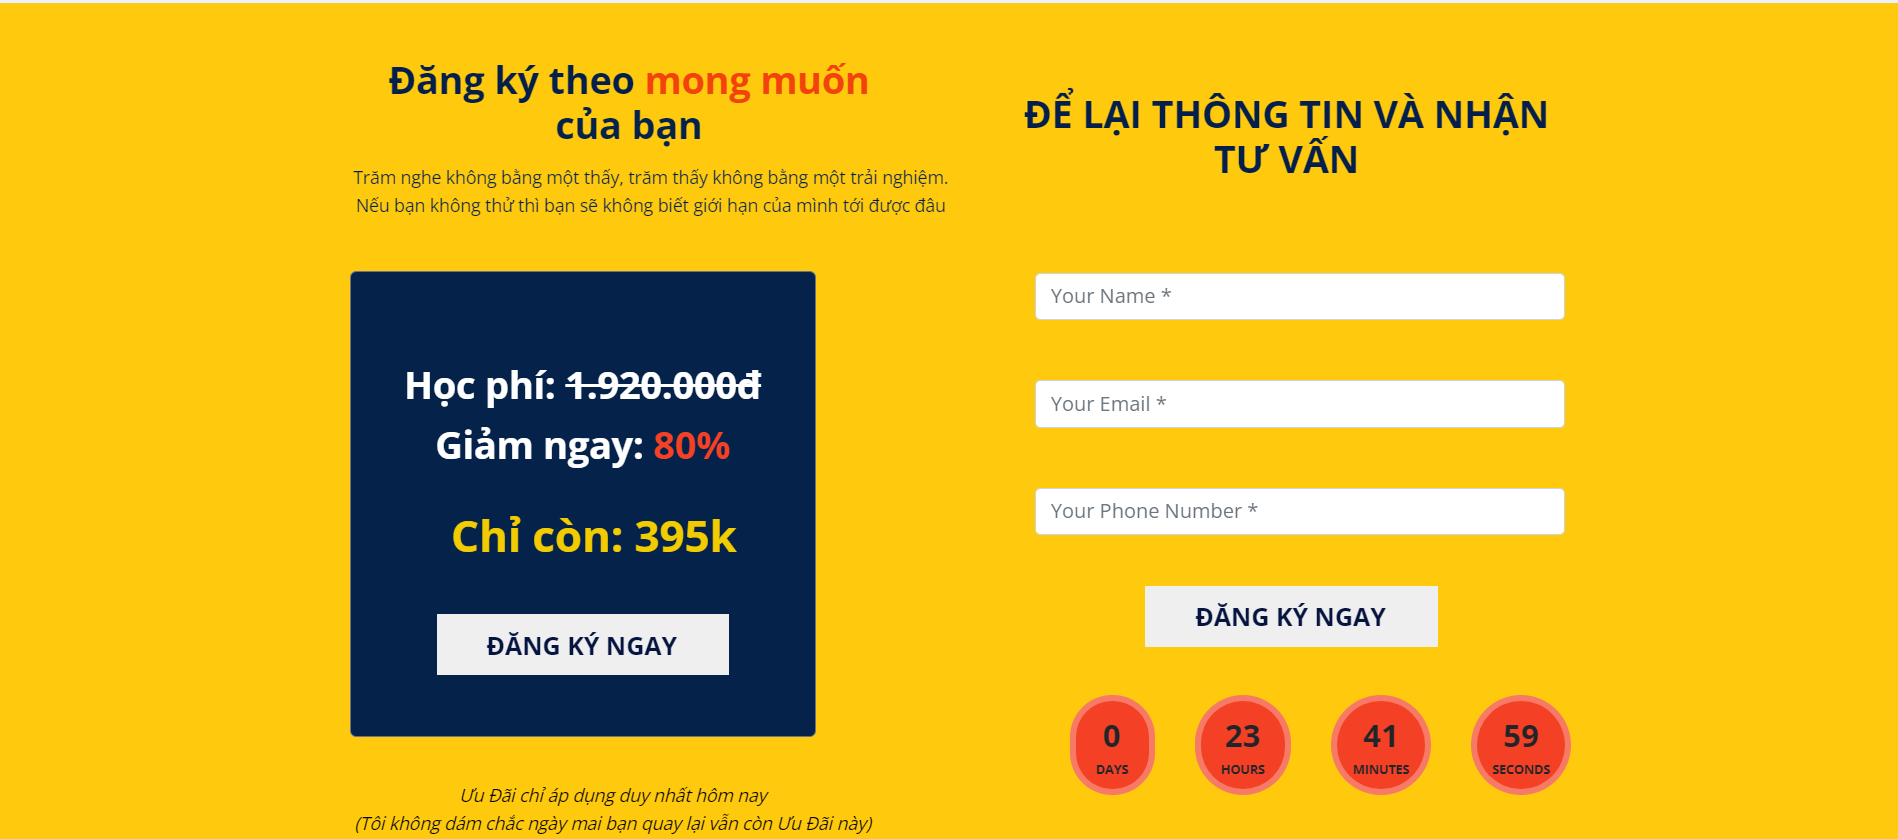 Đăng ký theo mong muốn
của bạn
Trăm nghe không bằng một thấy, trăm thấy không bằng một trải nghiệm.
Nếu bạn không thử thì bạn sẽ không biết giới hạn của mình tới được đâu
Học phí: 1.920.000đ
Giảm ngay: 80%
Chỉ còn: 395k
ĐĂNG KÝ NGAY
Ưu Đãi chỉ áp dụng duy nhất hôm nay
(Tôi không dám chắc ngày mai bạn quay lại vẫn còn Ưu Đãi này)
ĐỂ LẠI THÔNG TIN VÀ NHẬN
TƯ VẤN
Your Name *
Your Email *
Your Phone Number *
ĐĂNG KÝ NGAY
0 23 41 59
DAYS HOURS MINUTES SECONDS